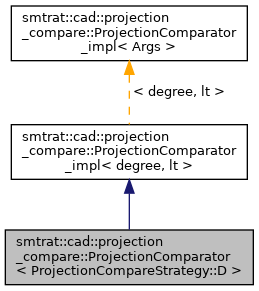 smtrat::cad::projection
_compare::ProjectionComparator
_impl< Args >
< degree, lt >
smtrat::cad::projection
_compare::ProjectionComparator
_impl< degree, lt >
smtrat::cad::projection
_compare::ProjectionComparator
< ProjectionCompareStrategy::D >